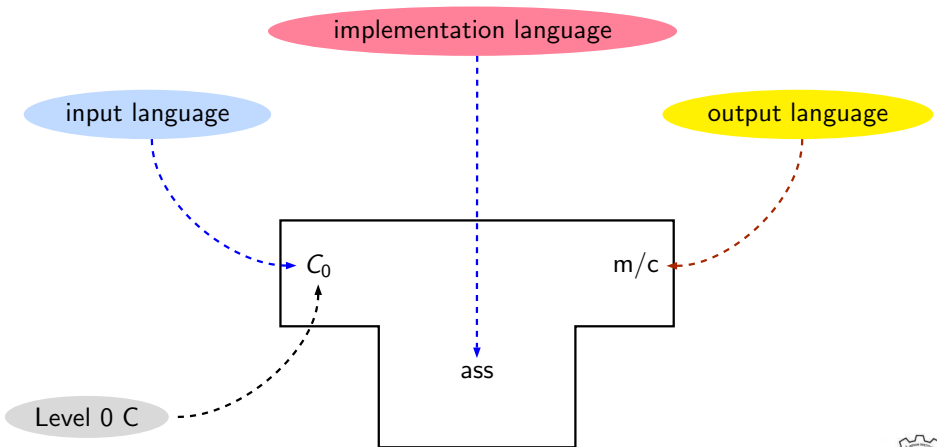 implementation language
input language
output language
C₀
m/c
ass
Level 0 C